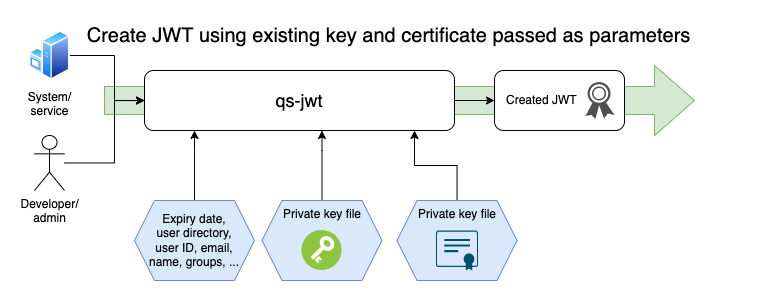 Create JWT using existing key and certificate passed as parameters
System/
service
qs-jwt
Created JWT
Developer/
admin
Expiry date,
user directory,
user ID, email,
name, groups, ...
Private key file
Private key file